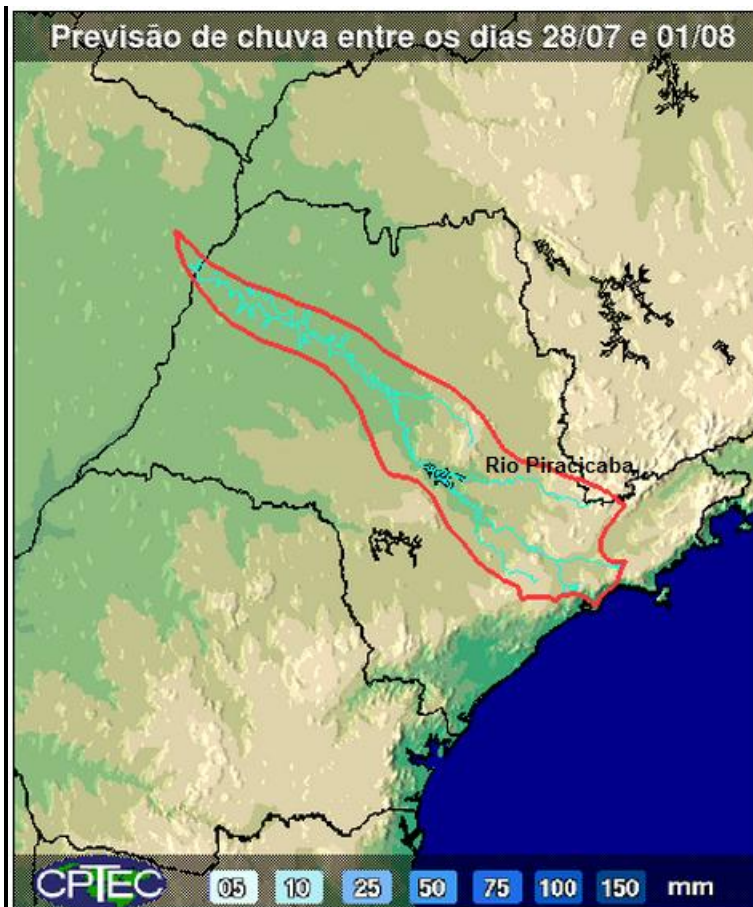 Previsão de chuva entre os dias 28/07 e 01/08
Rio Piracicaba
CPTEC 05 10 25 50 75 100 150 mm